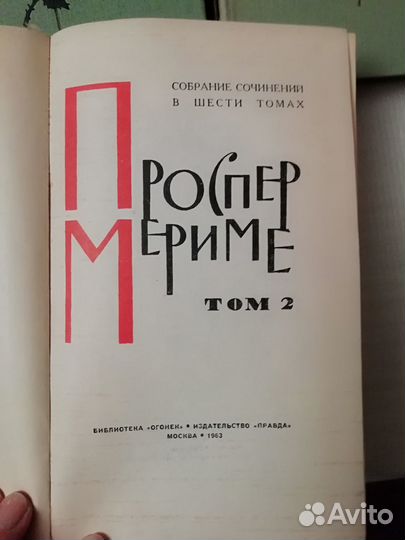 СОБРАНИЕ СОЧИНЕНИЙ
В ШЕСТИ ТОМАХ
ПРОСПЕР
МЕРИМЕ
ТОМ 2
БИБЛИОТЕКА «ОГОНЕК» • ИЗДАТЕЛЬСТВО «ПРАВДА»
МОСКВА • 1963
Avito